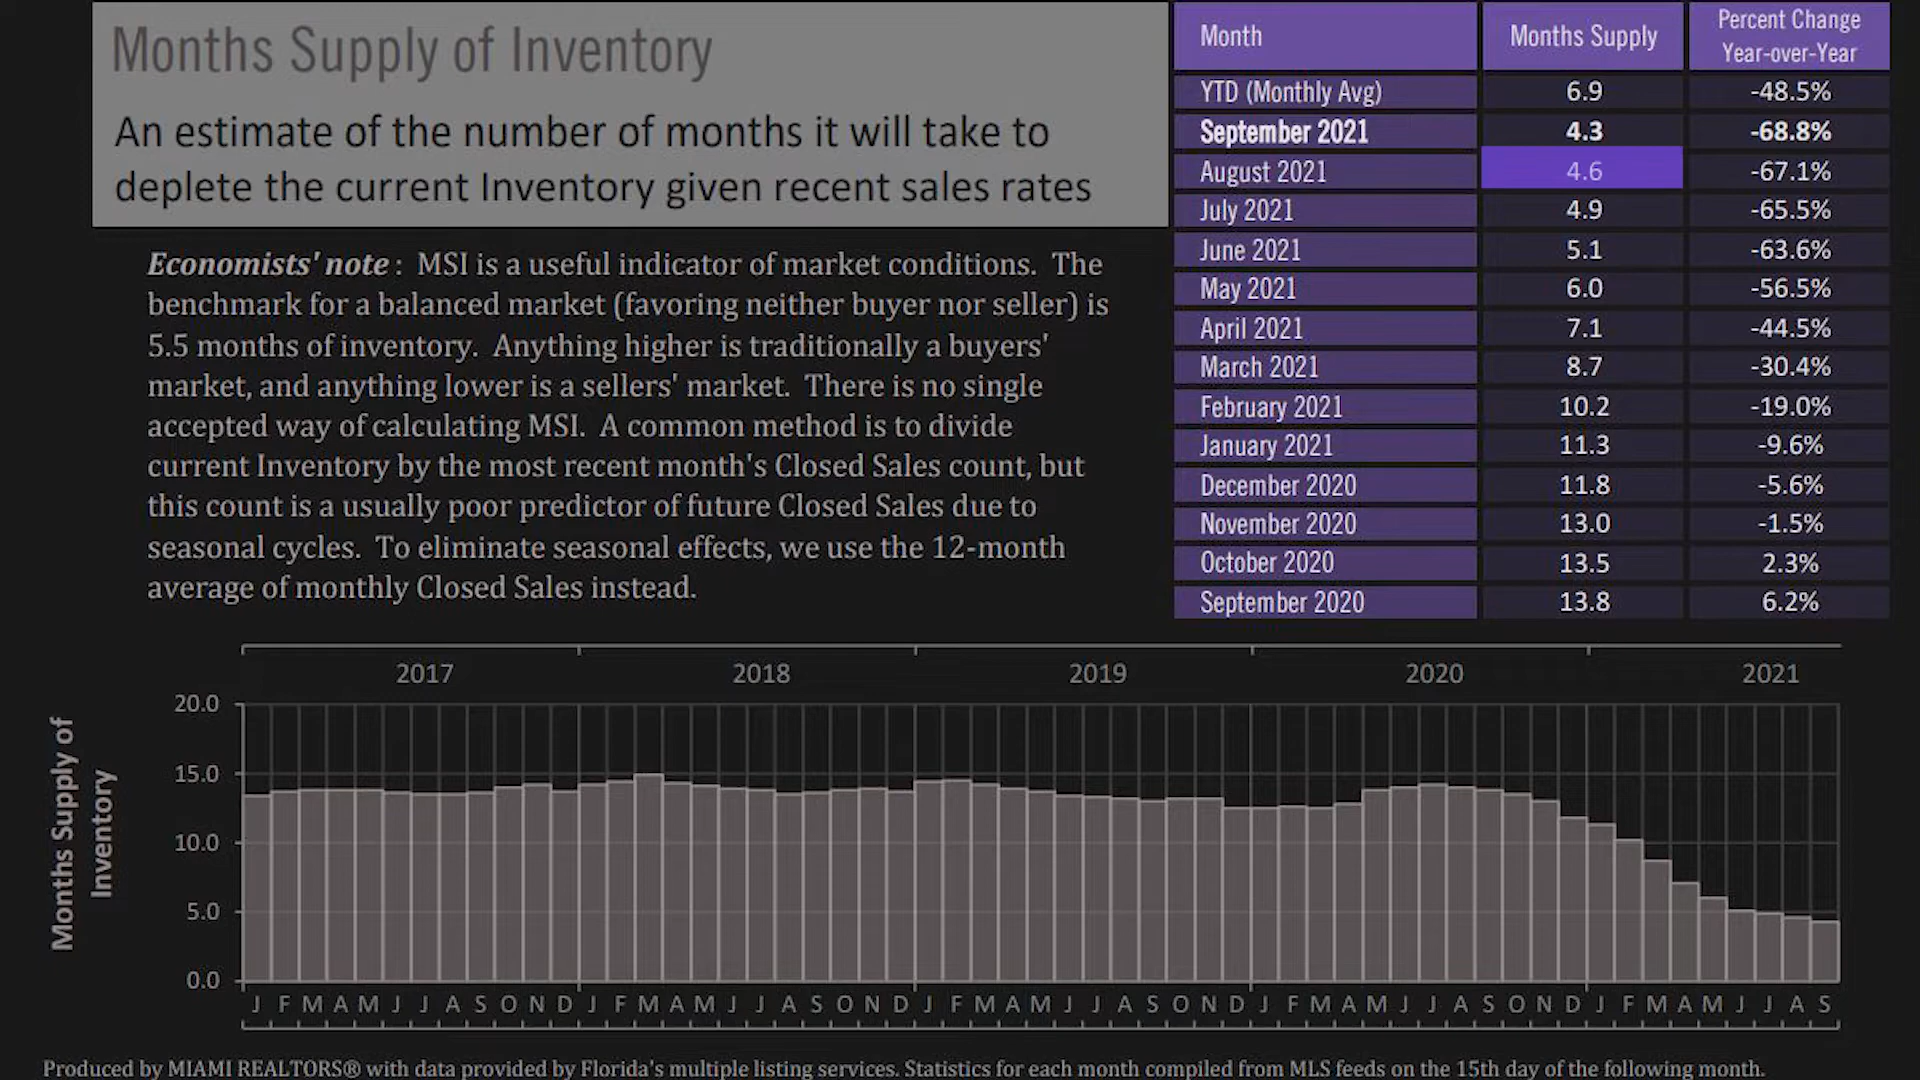 Months Supply of Inventory
An estimate of the number of months it will take to
deplete the current Inventory given recent sales rates
Economists' note : MSI is a useful indicator of market conditions. The
benchmark for a balanced market (favoring neither buyer nor seller) is
5.5 months of inventory. Anything higher is traditionally a buyers'
market, and anything lower is a sellers' market. There is no single
accepted way of calculating MSI. A common method is to divide
current Inventory by the most recent month's Closed Sales count, but
this count is a usually poor predictor of future Closed Sales due to
seasonal cycles. To eliminate seasonal effects, we use the 12-month
average of monthly Closed Sales instead.
Month Months Supply Percent Change
Year-over-Year
YTD (Monthly Avg) 6.9 -48.5%
September 2021 4.3 -68.8%
August 2021 4.6 -67.1%
July 2021 4.9 -65.5%
June 2021 5.1 -63.6%
May 2021 6.0 -56.5%
April 2021 7.1 -44.5%
March 2021 8.7 -30.4%
February 2021 10.2 -19.0%
January 2021 11.3 -9.6%
December 2020 11.8 -5.6%
November 2020 13.0 -1.5%
October 2020 13.5 2.3%
September 2020 13.8 6.2%
2017 2018 2019 2020 2021
Months Supply of
Inventory
20.0
15.0
10.0
5.0
0.0
J F M A M J J A S O N D J F M A M J J A S O N D J F M A M J J A S O N D J F M A M J J A S O N D J F M A M J J A S
Produced by MIAMI REALTORS® with data provided by Florida's multiple listing services. Statistics for each month compiled from MLS feeds on the 15th day of the following month.